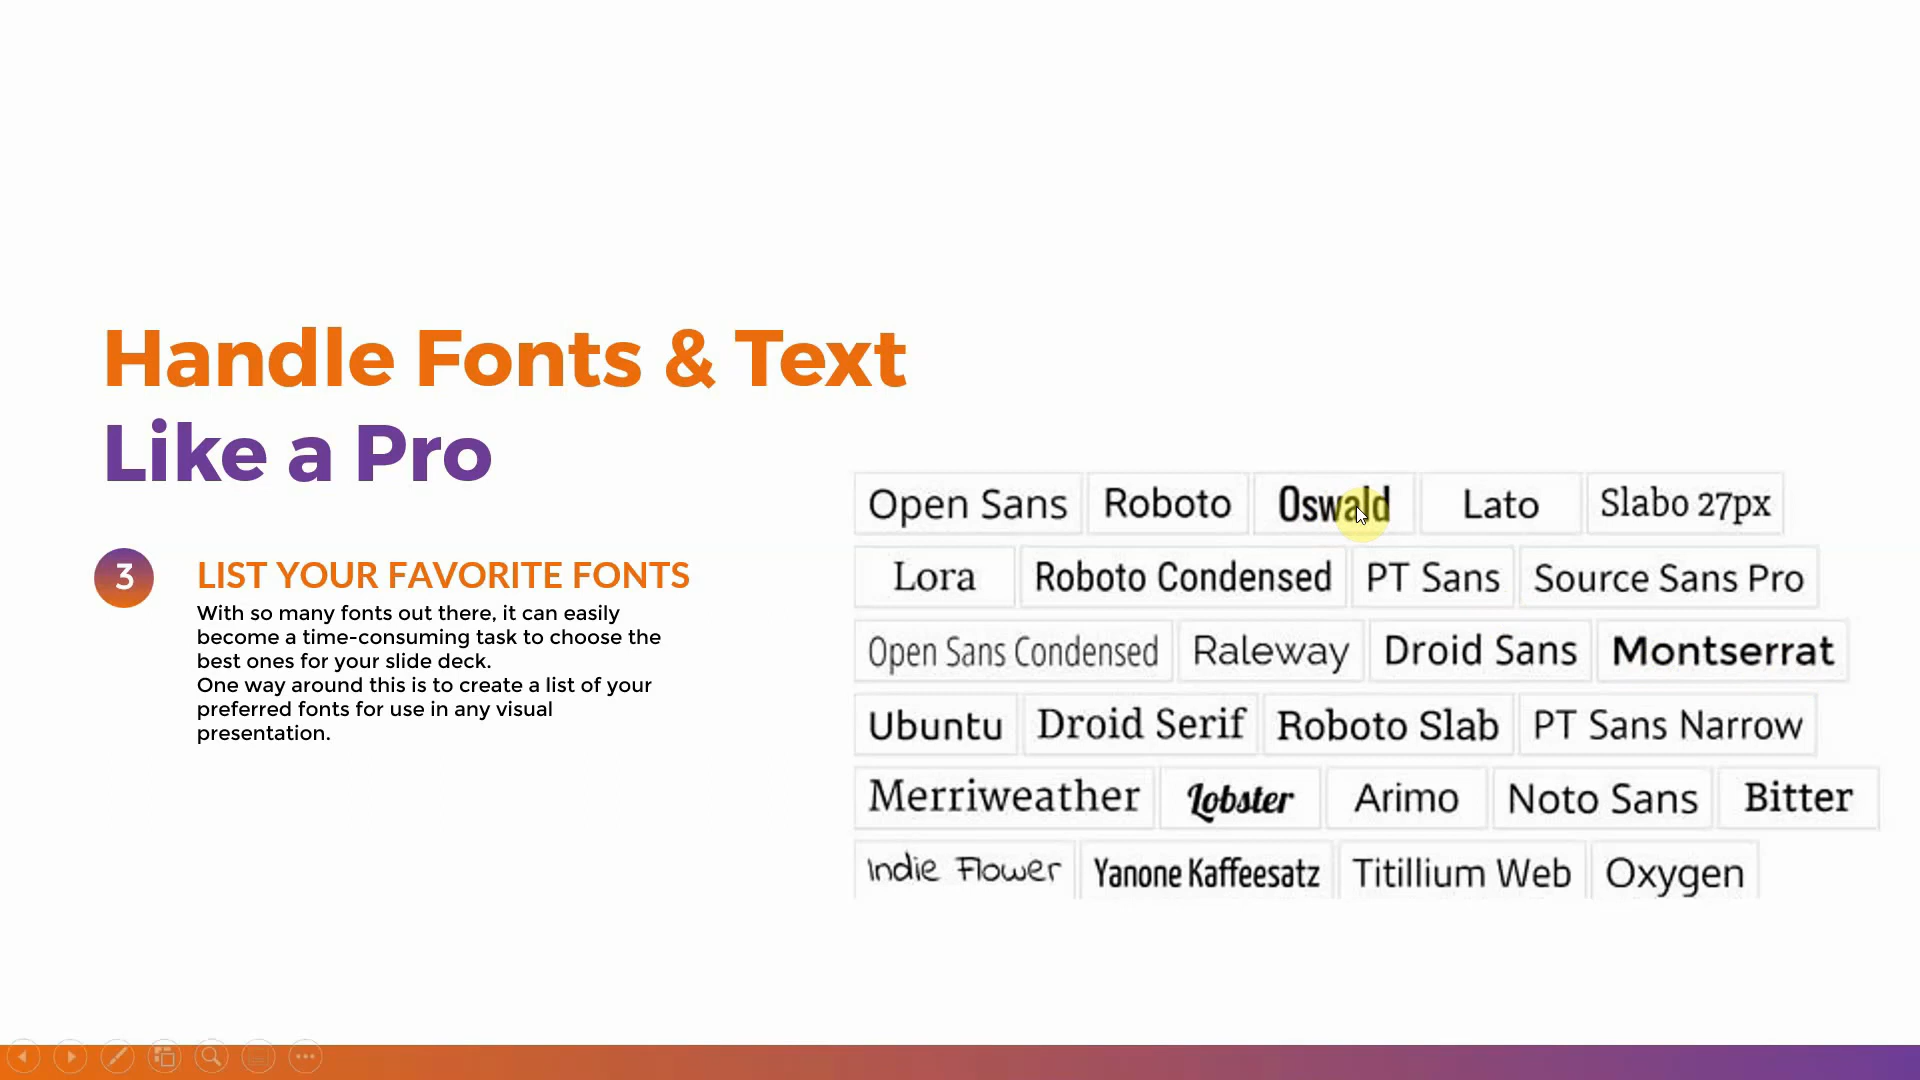 Handle Fonts & Text
Like a Pro
3
LIST YOUR FAVORITE FONTS
With so many fonts out there, it can easily
become a time-consuming task to choose the
best ones for your slide deck.
One way around this is to create a list of your
preferred fonts for use in any visual
presentation.
Open Sans Roboto Oswald Lato Slabo 27px
Lora Roboto Condensed PT Sans Source Sans Pro
Open Sans Condensed Raleway Droid Sans Montserrat
Ubuntu Droid Serif Roboto Slab PT Sans Narrow
Merriweather Lobster Arimo Noto Sans Bitter
Indie Flower Yanone Kaffeesatz Titillium Web Oxygen